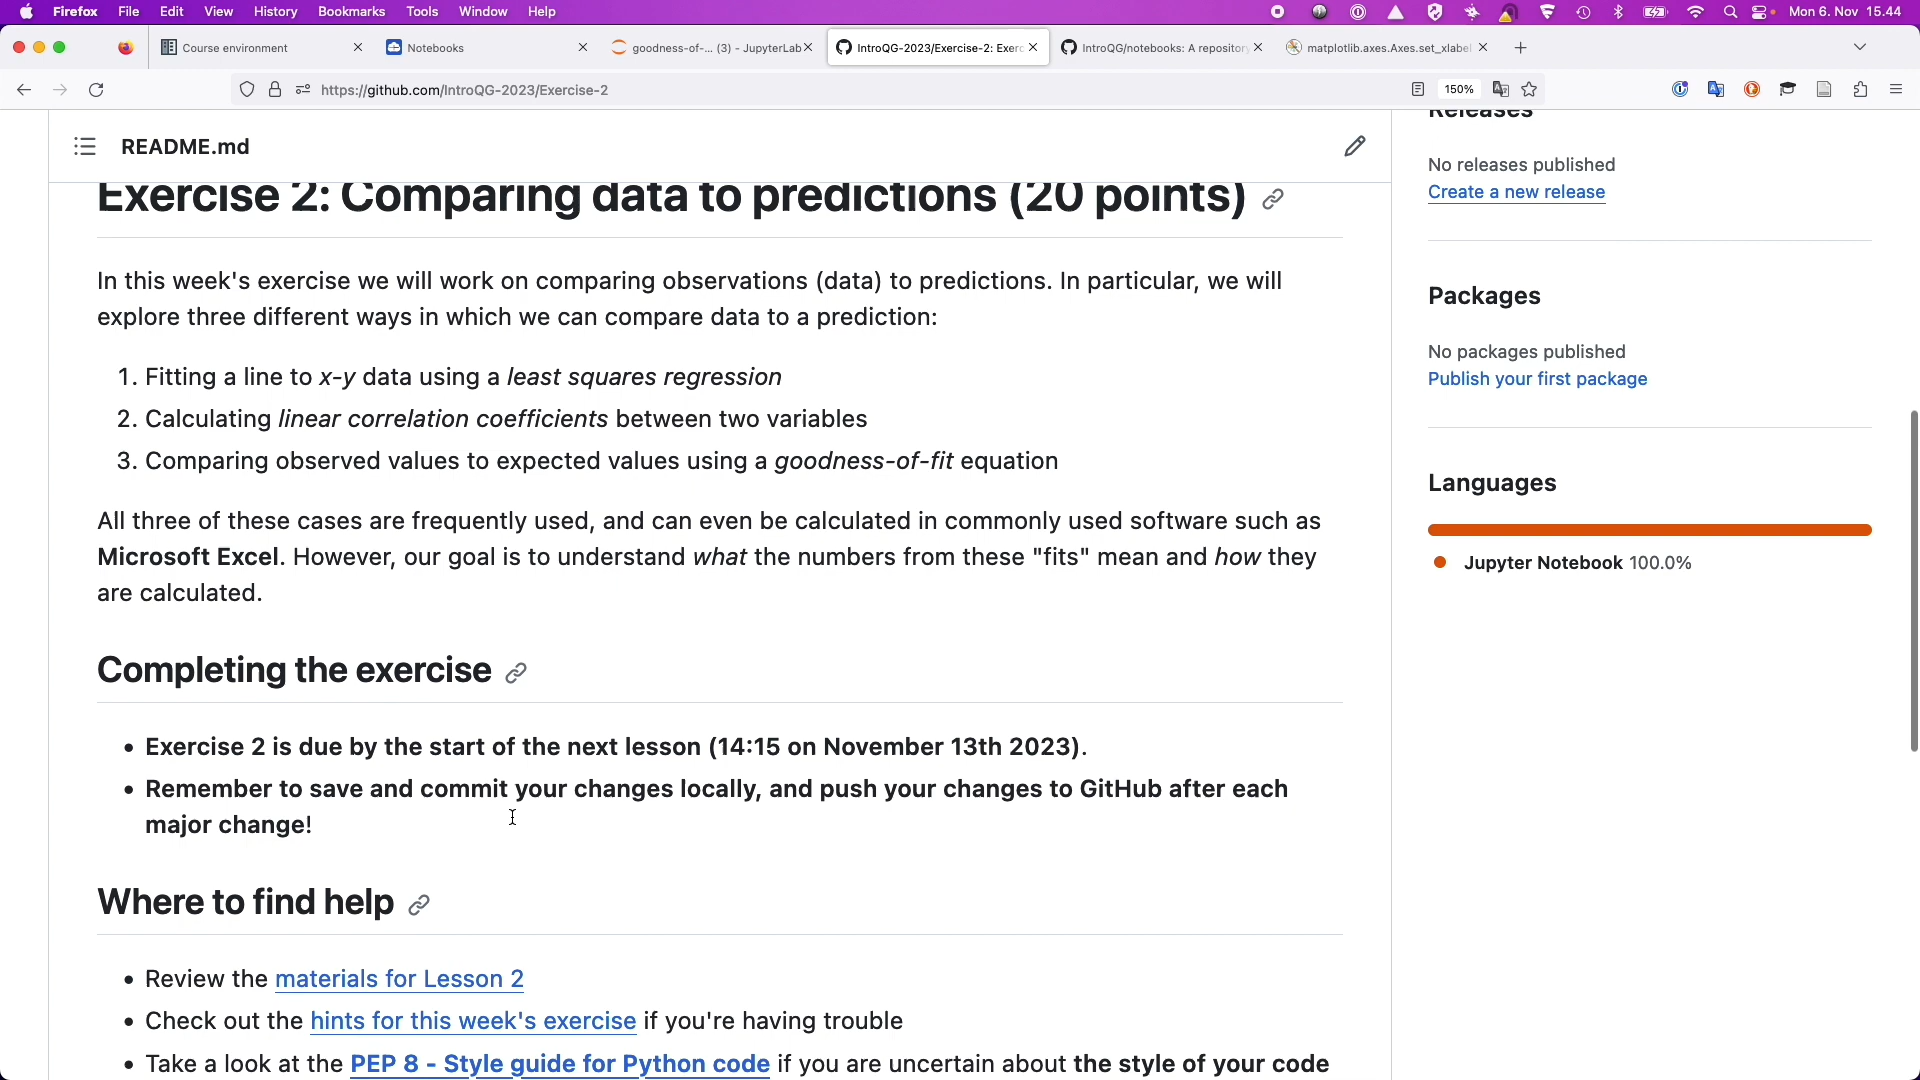 Firefox File Edit View History Bookmarks Tools Window Help Mon 6. Nov 15.44
Course environment Notebooks goodness-of-... (3) - JupyterLab IntroQG-2023/Exercise-2: Exerc IntroQG/notebooks: A repository matplotlib.axes.Axes.set_xlabel
https://github.com/IntroQG-2023/Exercise-2 150%
README.md
Exercise 2: Comparing data to predictions (20 points)
In this week's exercise we will work on comparing observations (data) to predictions. In particular, we will
explore three different ways in which we can compare data to a prediction:
1. Fitting a line to x-y data using a least squares regression
2. Calculating linear correlation coefficients between two variables
3. Comparing observed values to expected values using a goodness-of-fit equation
All three of these cases are frequently used, and can even be calculated in commonly used software such as
Microsoft Excel. However, our goal is to understand what the numbers from these "fits" mean and how they
are calculated.
Completing the exercise
• Exercise 2 is due by the start of the next lesson (14:15 on November 13th 2023).
• Remember to save and commit your changes locally, and push your changes to GitHub after each
major change!
Where to find help
• Review the materials for Lesson 2
• Check out the hints for this week's exercise if you're having trouble
• Take a look at the PEP 8 - Style guide for Python code if you are uncertain about the style of your code
Releases
No releases published
Create a new release
Packages
No packages published
Publish your first package
Languages
Jupyter Notebook 100.0%